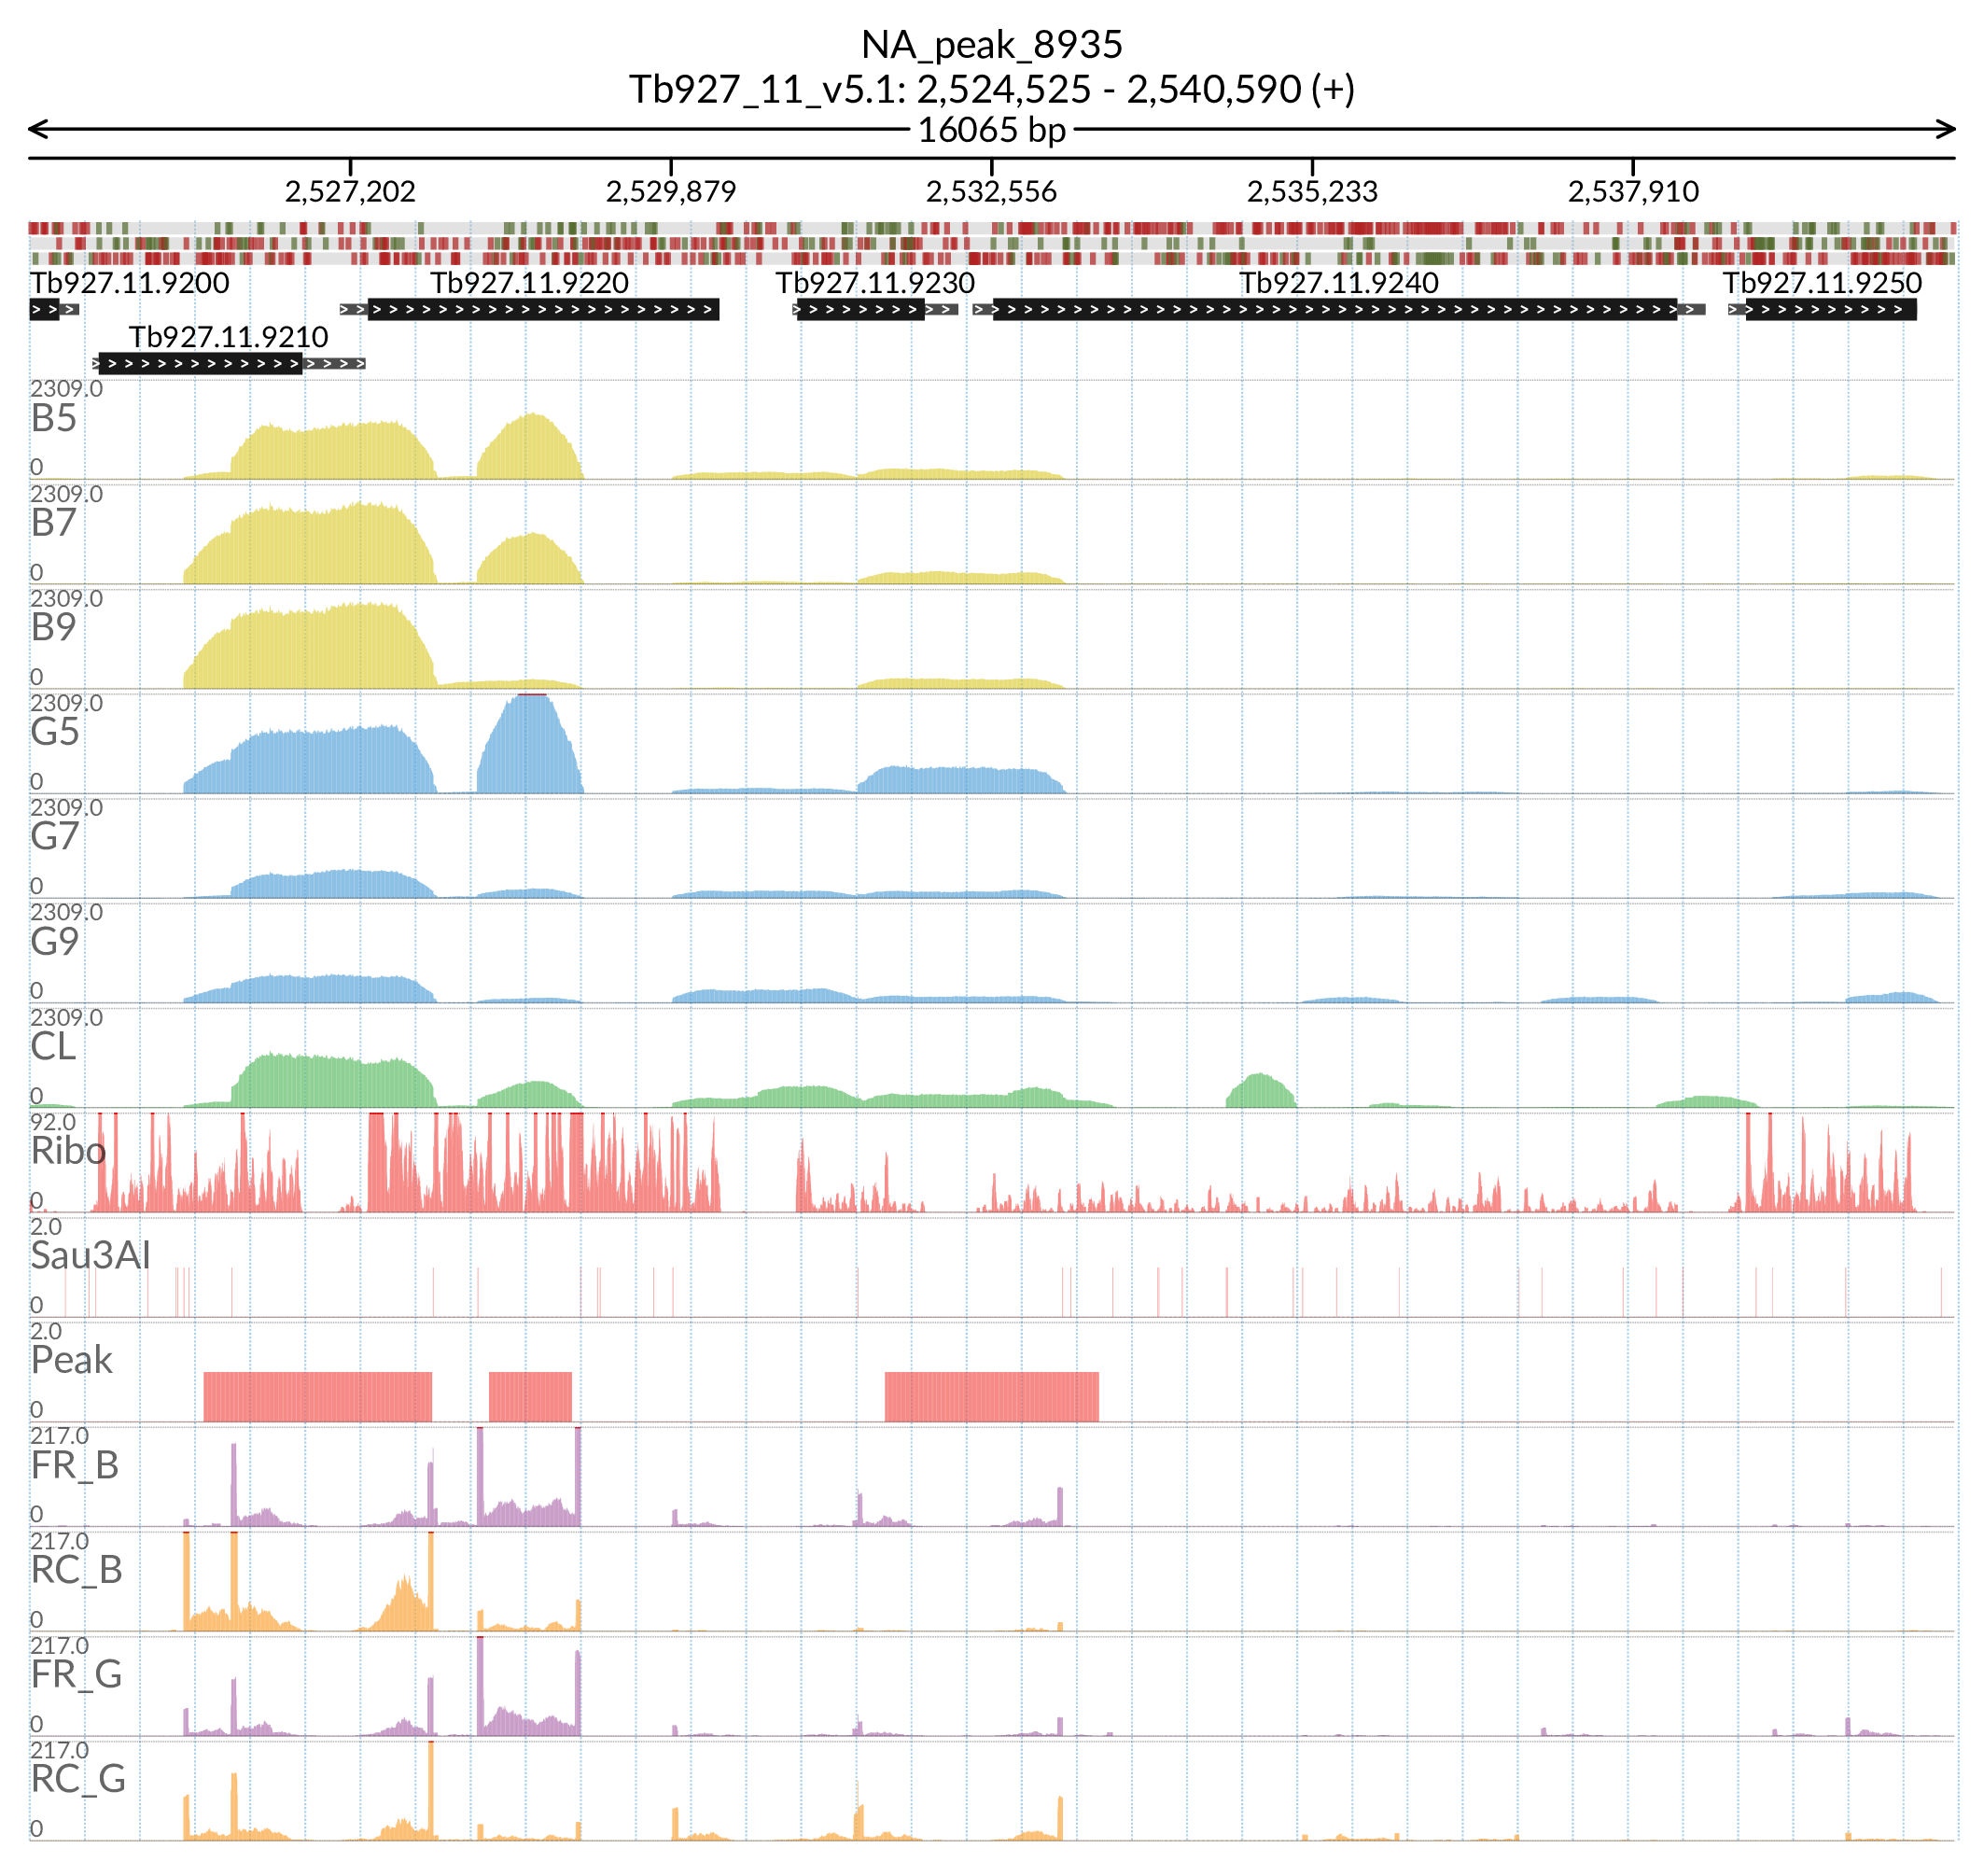 NA_peak_8935
Tb927_11_v5.1: 2,524,525 - 2,540,590 (+)
16065 bp
2,527,202 2,529,879 2,532,556 2,535,233 2,537,910
Tb927.11.9200 Tb927.11.9220 Tb927.11.9230 Tb927.11.9240 Tb927.11.9250
Tb927.11.9210
2309.0
B5
0
2309.0
B7
0
2309.0
B9
0
2309.0
G5
0
2309.0
G7
0
2309.0
G9
0
2309.0
CL
0
92.0
Ribo
0
2.0
Sau3AI
0
2.0
Peak
0
217.0
FR_B
0
217.0
RC_B
0
217.0
FR_G
0
217.0
RC_G
0